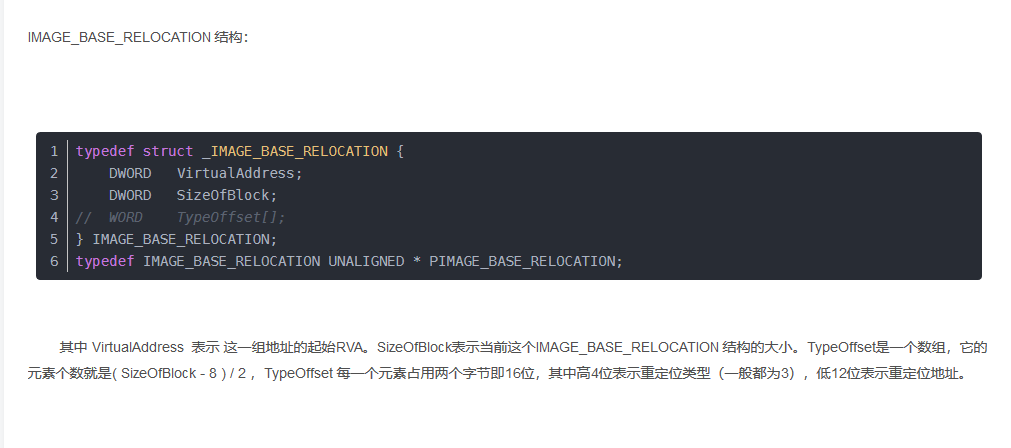 IMAGE_BASE_RELOCATION 结构：
1 typedef struct _IMAGE_BASE_RELOCATION {
2     DWORD   VirtualAddress;
3     DWORD   SizeOfBlock;
4 //  WORD    TypeOffset[];
5 } IMAGE_BASE_RELOCATION;
6 typedef IMAGE_BASE_RELOCATION UNALIGNED * PIMAGE_BASE_RELOCATION;
其中 VirtualAddress  表示 这一组地址的起始RVA。SizeOfBlock表示当前这个IMAGE_BASE_RELOCATION 结构的大小。TypeOffset是一个数组，它的
元素个数就是( SizeOfBlock - 8 ) / 2 ，TypeOffset 每一个元素占用两个字节即16位，其中高4位表示重定位类型（一般都为3），低12位表示重定位地址。